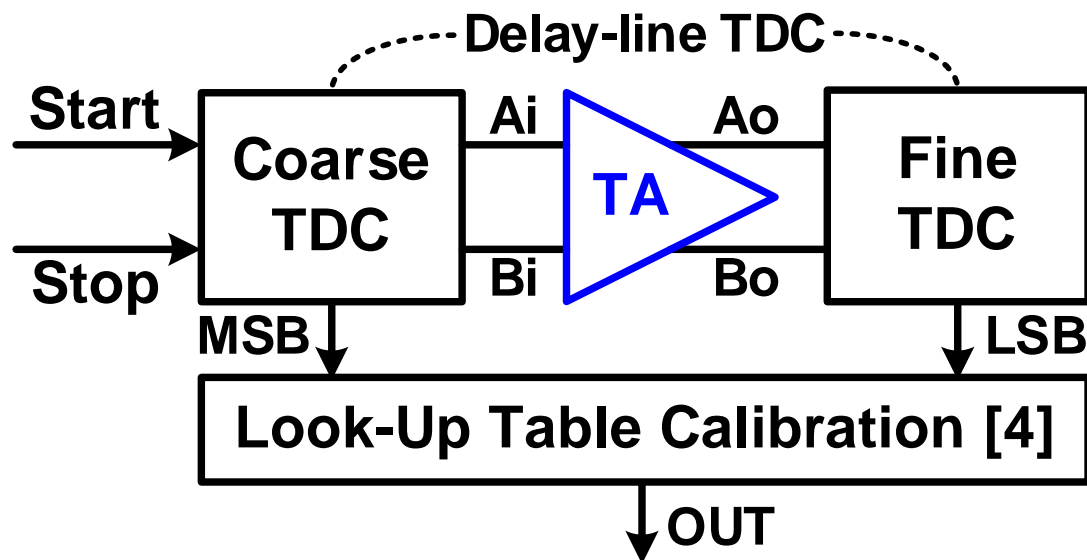 Delay-line TDC
Start
Stop
Coarse
TDC
Ai
Bi
TA
Ao
Bo
Fine
TDC
MSB
LSB
Look-Up Table Calibration [4]
OUT